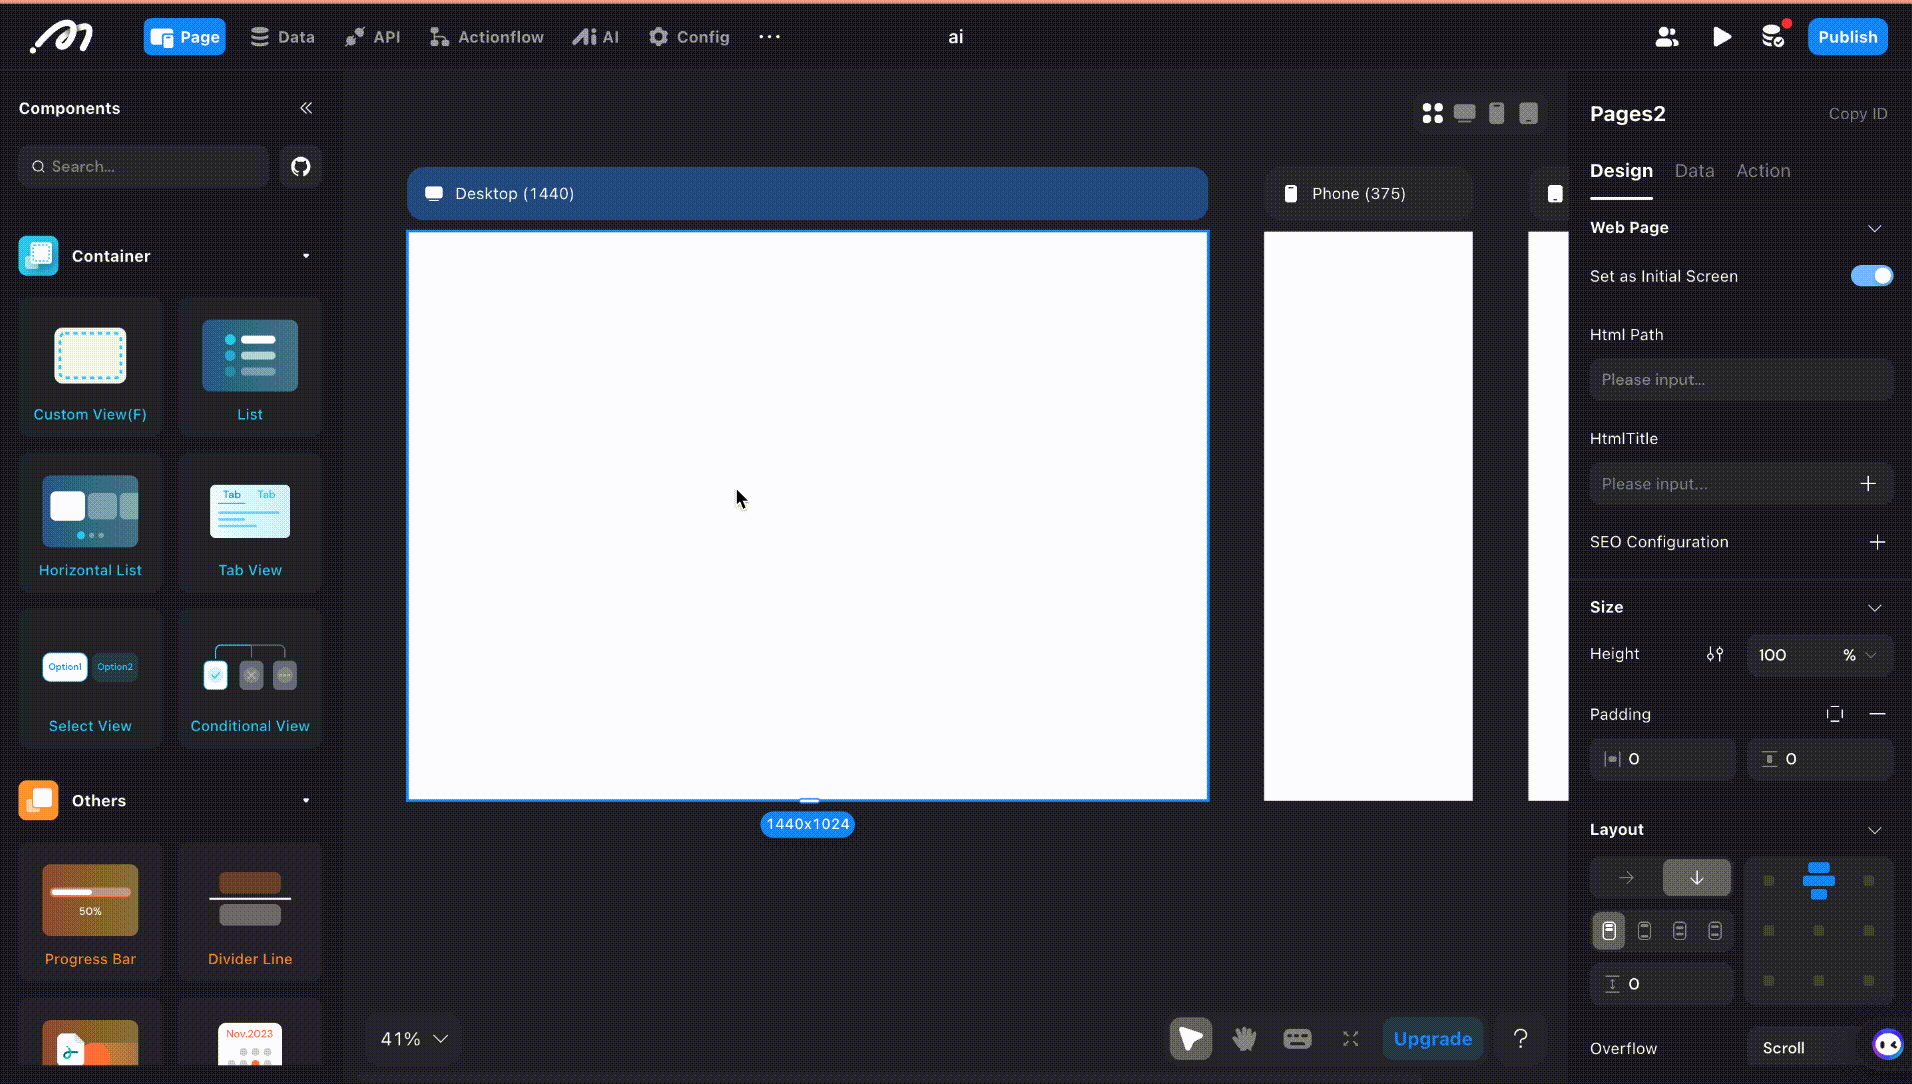 Page
Data
API
Actionflow
AI
Config
ai
Publish
Components
Search...
Container
Custom View(F)
List
Tab Tab
Horizontal List
Tab View
Option1 Option2
Select View
Conditional View
Others
50%
Progress Bar
Divider Line
Nov.2023
Desktop (1440)
Phone (375)
1440x1024
41%
Upgrade
?
Pages2
Copy ID
Design Data Action
Web Page
Set as Initial Screen
Html Path
Please input...
HtmlTitle
Please input...
SEO Configuration
Size
Height 100 %
Padding
0 0
Layout
0
Overflow Scroll